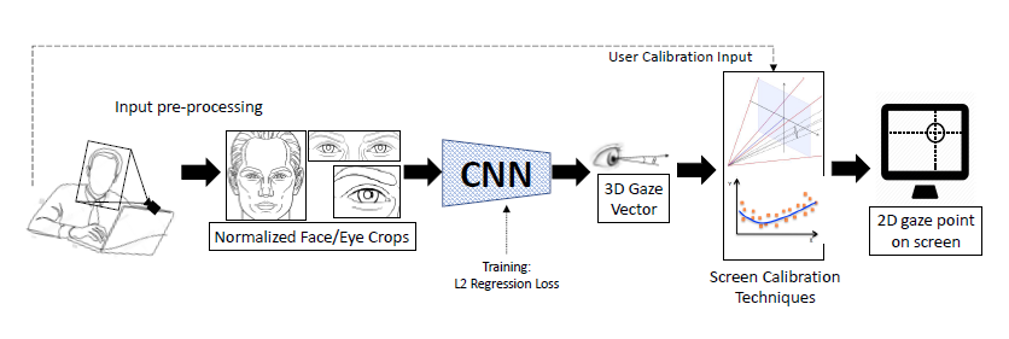 User Calibration Input
Input pre-processing
CNN
Normalized Face/Eye Crops
3D Gaze
Vector
2D gaze point
on screen
Training:
L2 Regression Loss
Screen Calibration
Techniques